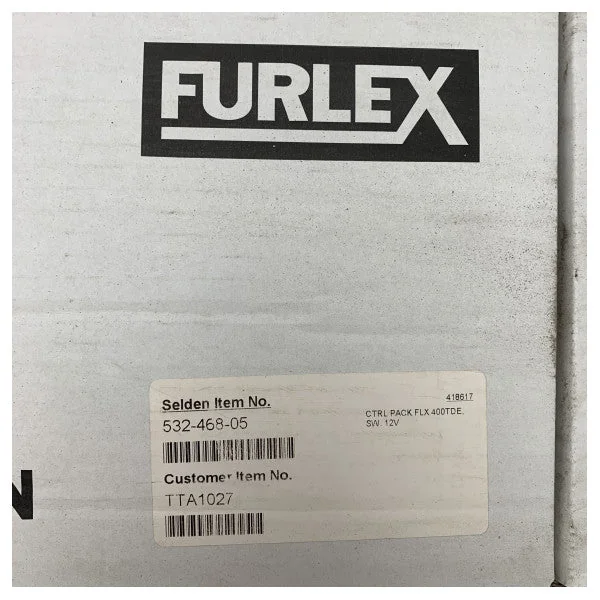 FURLEX
Selden Item No.
532-468-05
418617
CTRL PACK FLX 400TDE,
SW. 12V
Customer Item No.
TTA1027
N